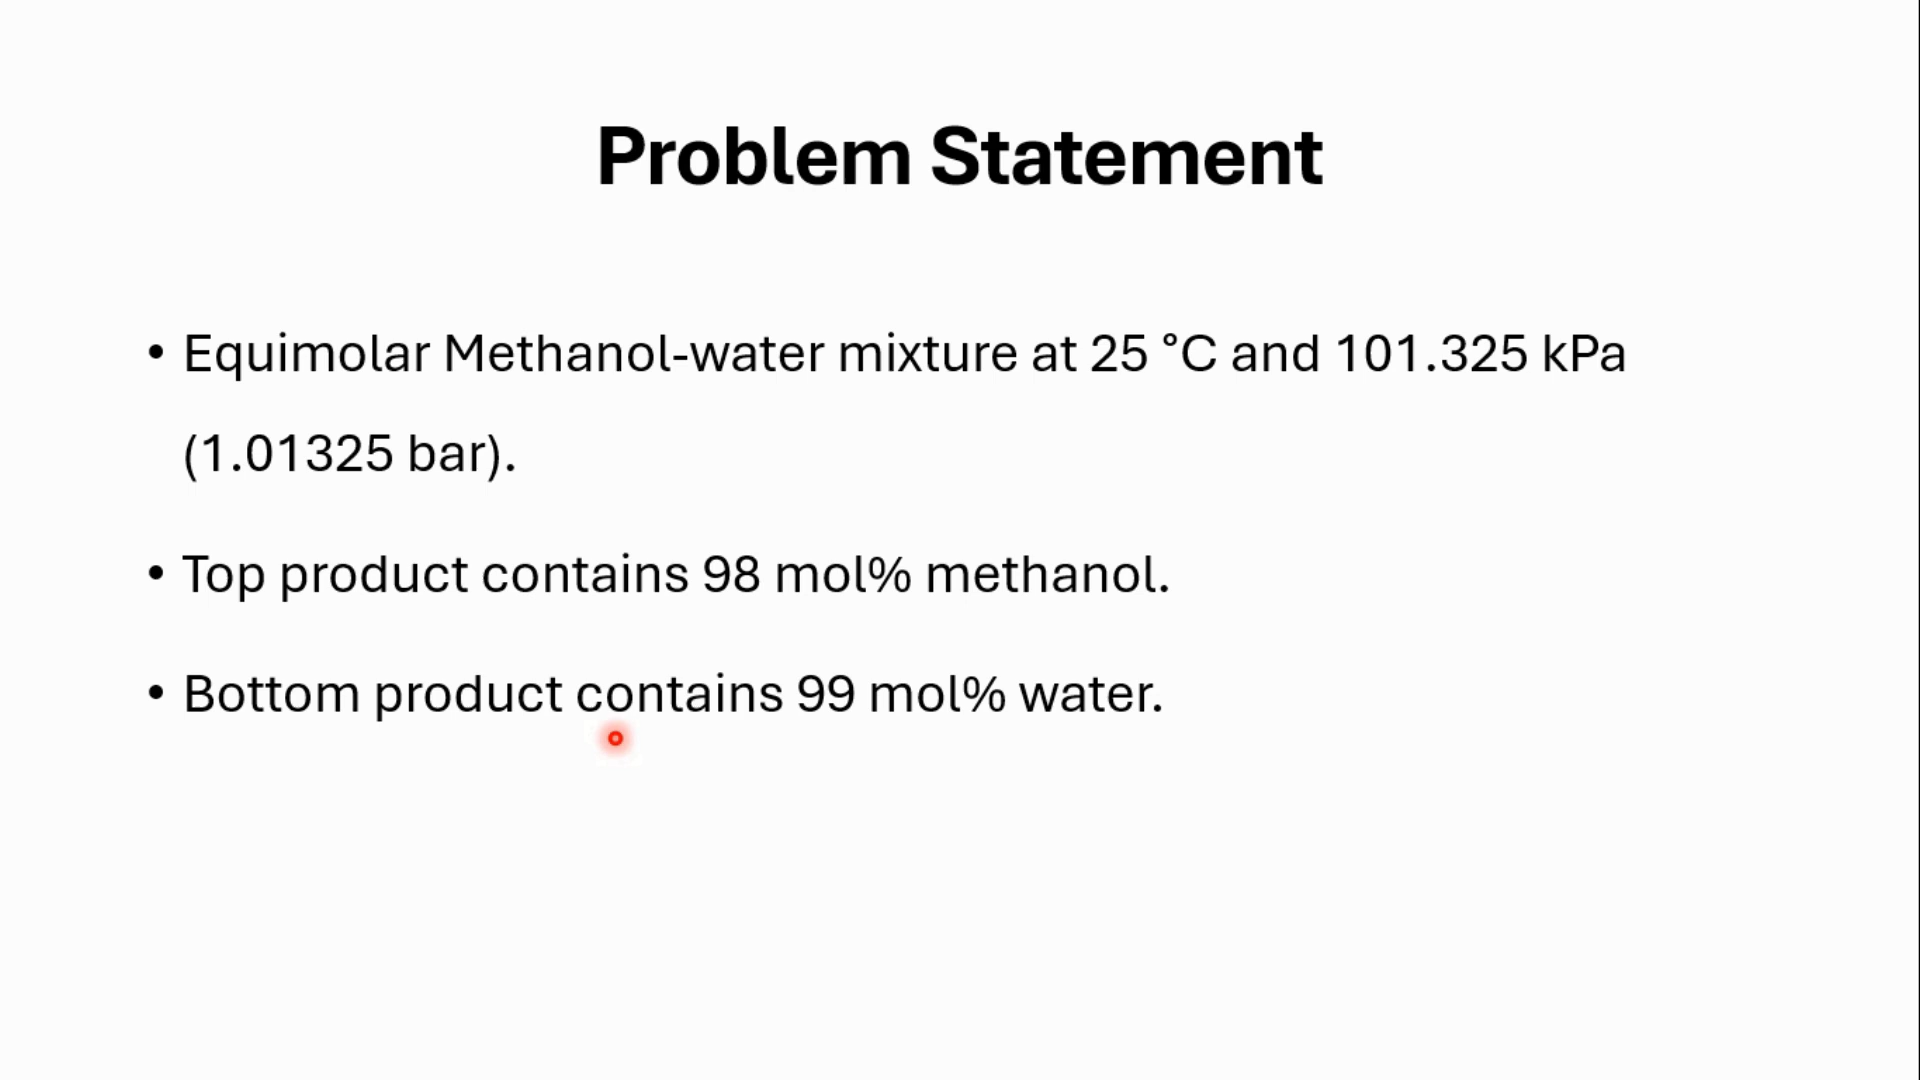 Problem Statement
• Equimolar Methanol-water mixture at 25 °C and 101.325 kPa
(1.01325 bar).
• Top product contains 98 mol% methanol.
• Bottom product contains 99 mol% water.